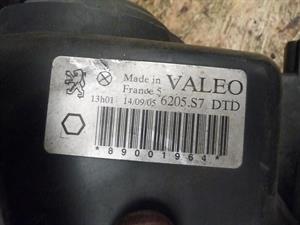 Made in VALEO
France 5
13h01 14/09/05 6205.S7 DTD
*89001964*